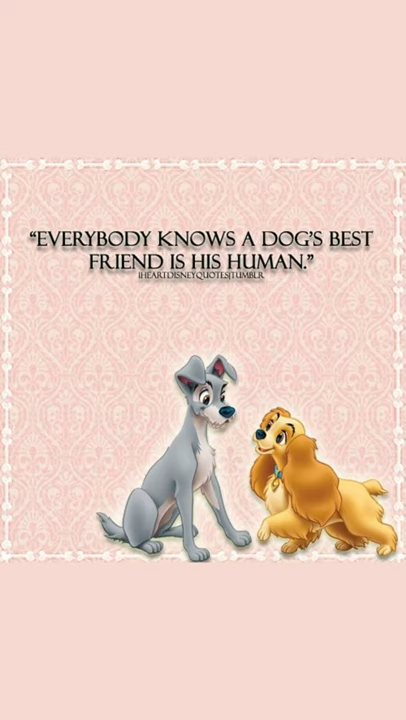 “EVERYBODY KNOWS A DOG'S BEST
FRIEND IS HIS HUMAN.”
IHEARTDISNEYQUOTES|TUMBLR